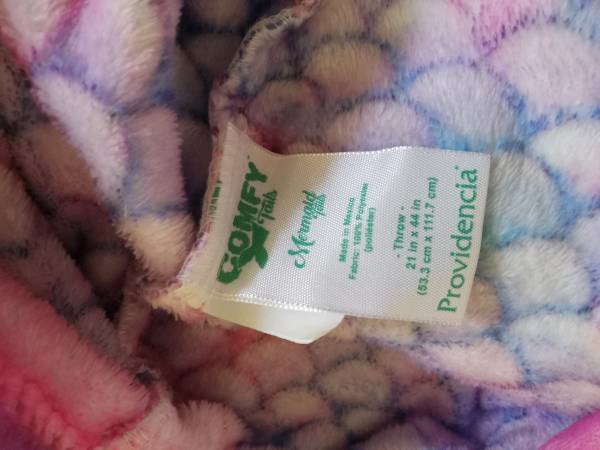 COMFY
Tails
Mermaid
Tails
Made in Mexico
Fabric: 100% Polyester
(poliéster)
- Throw -
21 in x 44 in
(53.3 cm x 111.7 cm)
Providencia